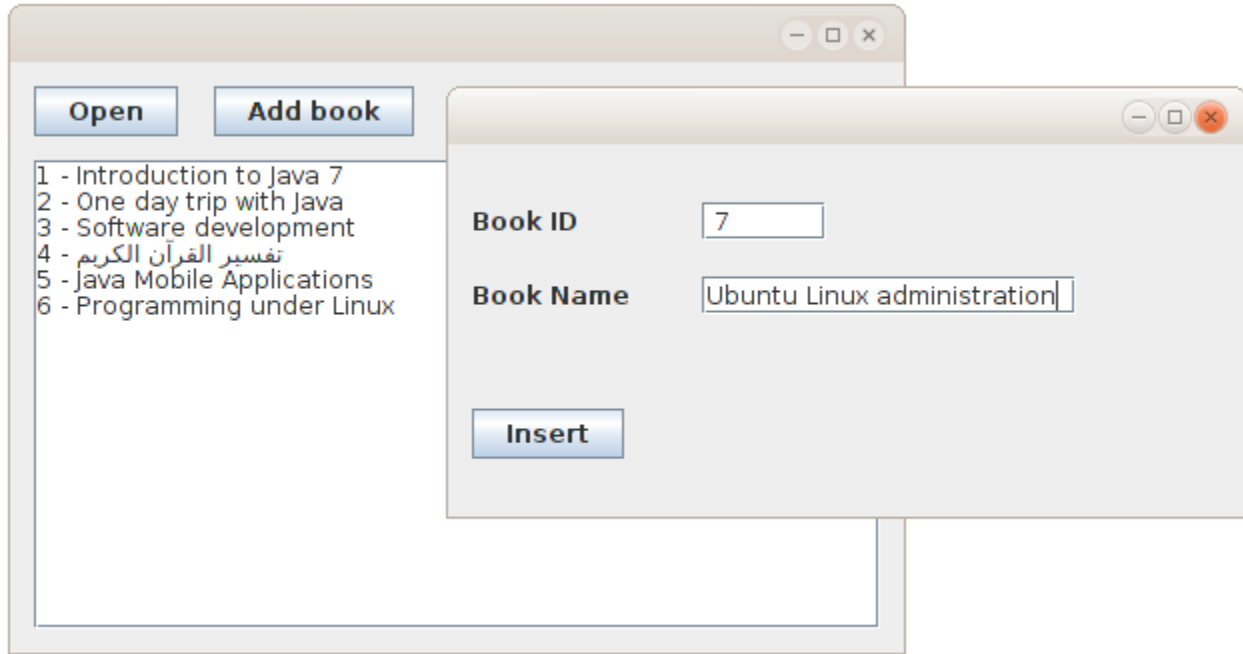 Open
Add book
1 - Introduction to Java 7
2 - One day trip with Java
3 - Software development
4 - تفسير القرآن الكريم
5 - Java Mobile Applications
6 - Programming under Linux
Book ID
7
Book Name
Ubuntu Linux administration
Insert